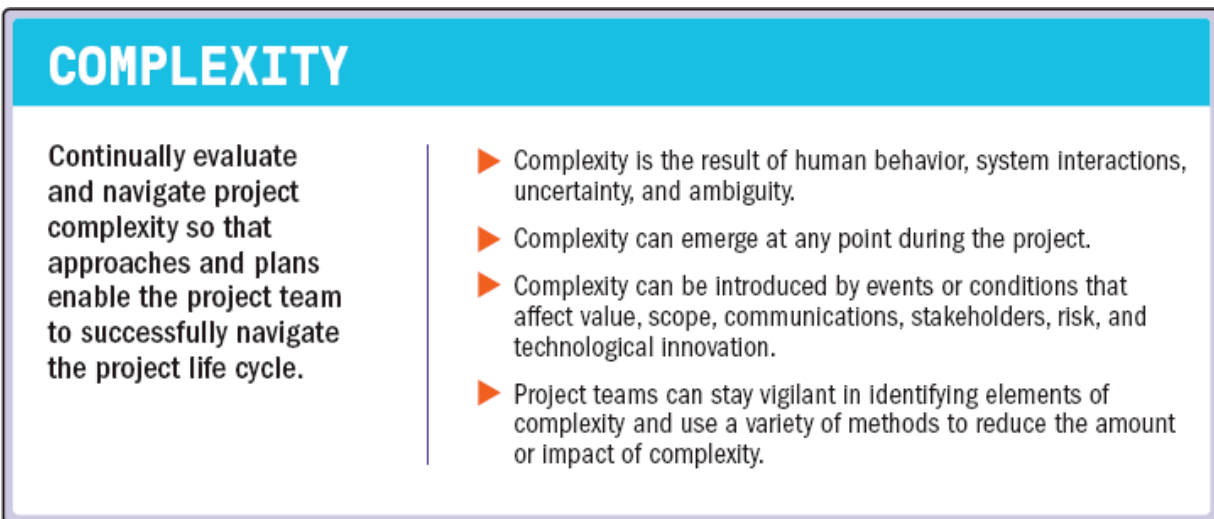 COMPLEXITY
Continually evaluate
and navigate project
complexity so that
approaches and plans
enable the project team
to successfully navigate
the project life cycle.
Complexity is the result of human behavior, system interactions,
uncertainty, and ambiguity.
Complexity can emerge at any point during the project.
Complexity can be introduced by events or conditions that
affect value, scope, communications, stakeholders, risk, and
technological innovation.
Project teams can stay vigilant in identifying elements of
complexity and use a variety of methods to reduce the amount
or impact of complexity.